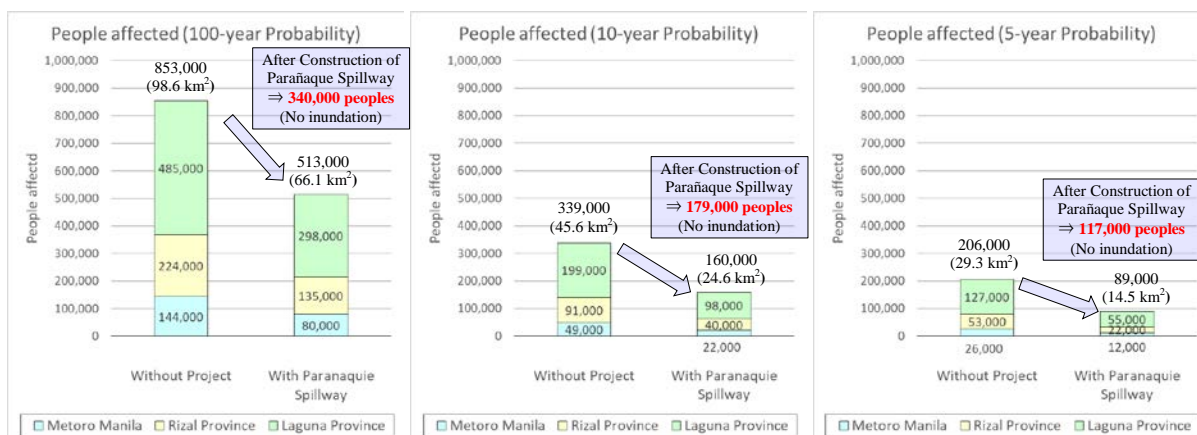 People affected (100-year Probability)
1,000,000
900,000
800,000
700,000
600,000
500,000
400,000
300,000
200,000
100,000
0
People affectd
853,000
(98.6 km²)
485,000
224,000
144,000
After Construction of
Parañaque Spillway
⇒ 340,000 peoples
(No inundation)
513,000
(66.1 km²)
298,000
135,000
80,000
Without Project
With Paranaquie
Spillway
Metoro Manila Rizal Province Laguna Province
People affected (10-year Probability)
1,000,000
900,000
800,000
700,000
600,000
500,000
400,000
300,000
200,000
100,000
0
People affectd
339,000
(45.6 km²)
199,000
91,000
49,000
After Construction of
Parañaque Spillway
⇒ 179,000 peoples
(No inundation)
160,000
(24.6 km²)
98,000
40,000
22,000
Without Project
With Paranaquie
Spillway
Metoro Manila Rizal Province Laguna Province
People affected (5-year Probability)
1,000,000
900,000
800,000
700,000
600,000
500,000
400,000
300,000
200,000
100,000
0
People affectd
206,000
(29.3 km²)
127,000
53,000
26,000
After Construction of
Parañaque Spillway
⇒ 117,000 peoples
(No inundation)
89,000
(14.5 km²)
55,000
22,000
12,000
Without Project
With Paranaquie
Spillway
Metoro Manila Rizal Province Laguna Province